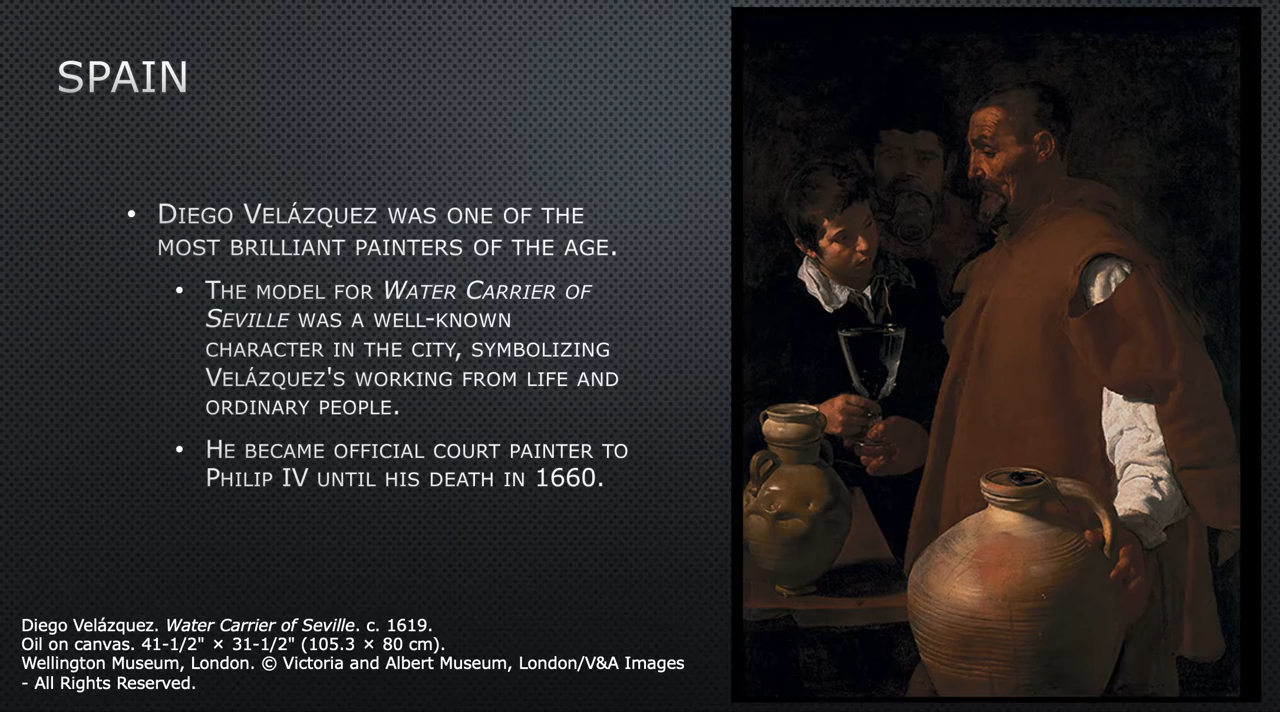 SPAIN
• DIEGO VELÁZQUEZ WAS ONE OF THE
MOST BRILLIANT PAINTERS OF THE AGE.
• THE MODEL FOR WATER CARRIER OF
SEVILLE WAS A WELL-KNOWN
CHARACTER IN THE CITY, SYMBOLIZING
VELÁZQUEZ'S WORKING FROM LIFE AND
ORDINARY PEOPLE.
• HE BECAME OFFICIAL COURT PAINTER TO
PHILIP IV UNTIL HIS DEATH IN 1660.
Diego Velázquez. Water Carrier of Seville. c. 1619.
Oil on canvas. 41-1/2" × 31-1/2" (105.3 × 80 cm).
Wellington Museum, London. © Victoria and Albert Museum, London/V&A Images
- All Rights Reserved.